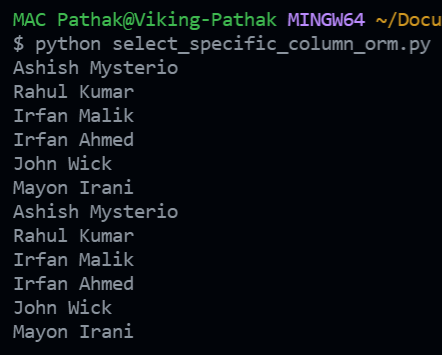 MAC Pathak@Viking-Pathak MINGW64 ~/Docu
$ python select_specific_column_orm.py
Ashish Mysterio
Rahul Kumar
Irfan Malik
Irfan Ahmed
John Wick
Mayon Irani
Ashish Mysterio
Rahul Kumar
Irfan Malik
Irfan Ahmed
John Wick
Mayon Irani